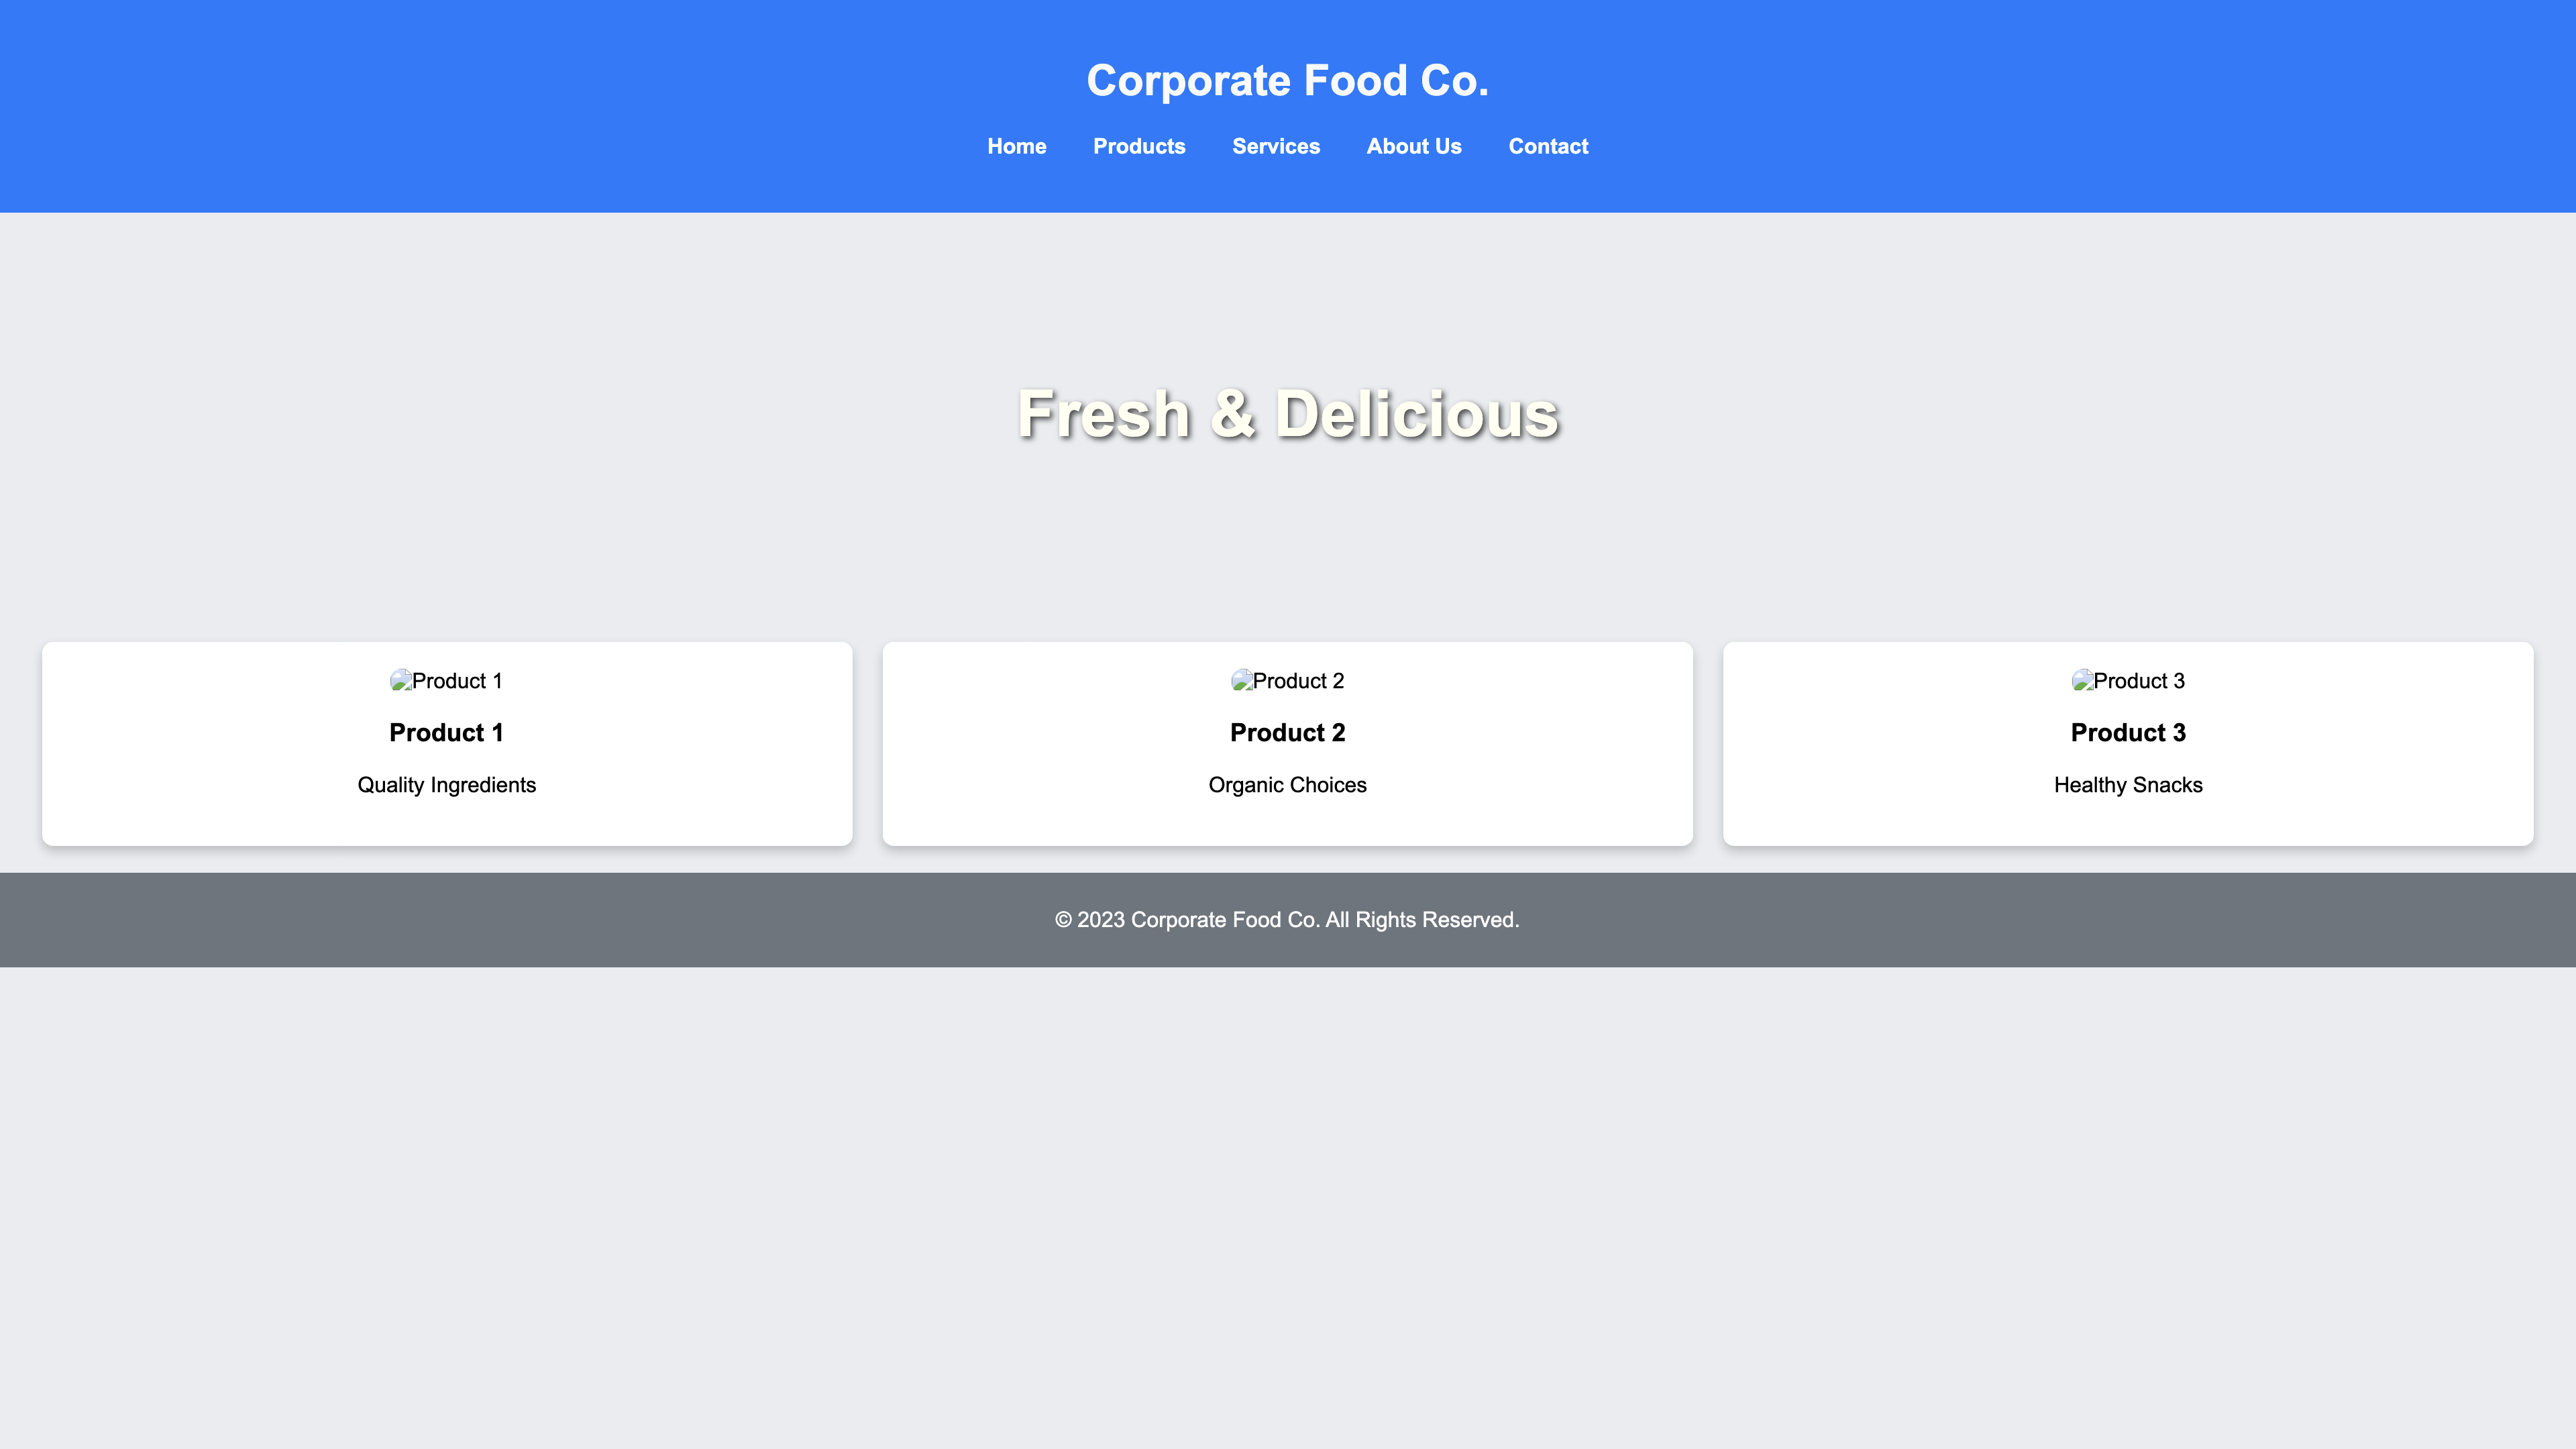 Corporate Food Co.
Home Products Services About Us Contact
Fresh & Delicious
Product 1 Product 2 Product 3
Product 1 Product 2 Product 3
Quality Ingredients Organic Choices Healthy Snacks
© 2023 Corporate Food Co. All Rights Reserved.